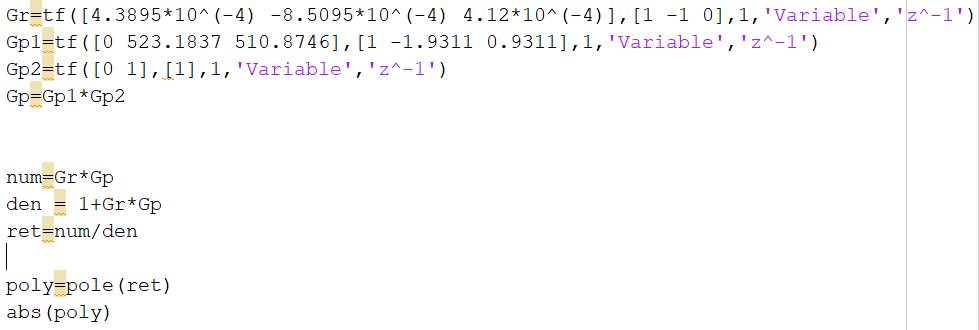 Gr=tf([4.3895*10^(-4) -8.5095*10^(-4) 4.12*10^(-4)],[1 -1 0],1,'Variable','z^-1')
Gp1=tf([0 523.1837 510.8746],[1 -1.9311 0.9311],1,'Variable','z^-1')
Gp2=tf([0 1],[1],1,'Variable','z^-1')
Gp=Gp1*Gp2
num=Gr*Gp
den = 1+Gr*Gp
ret=num/den
poly=pole(ret)
abs(poly)